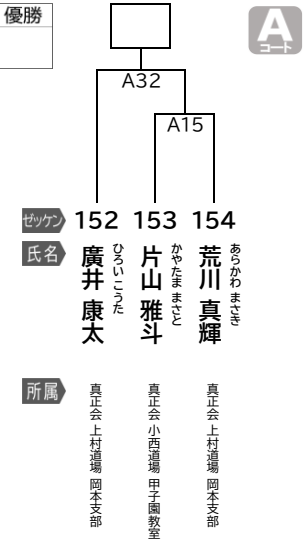 優勝
A
コート
A32
A15
ゼッケン 152 153 154
氏名
廣井 康太
ひろい こうた
片山 雅斗
かやたま まさと
荒川 真輝
あらかわ まさき
所属
真正会 上村道場 岡本支部
真正会 小西道場 甲子園教室
真正会 上村道場 岡本支部